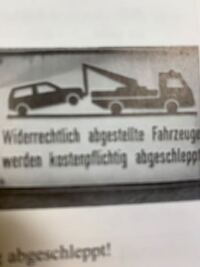 Widerrechtlich abgestellte Fahrzeuge
werden kostenpflichtig abgeschleppt
abgeschleppt!